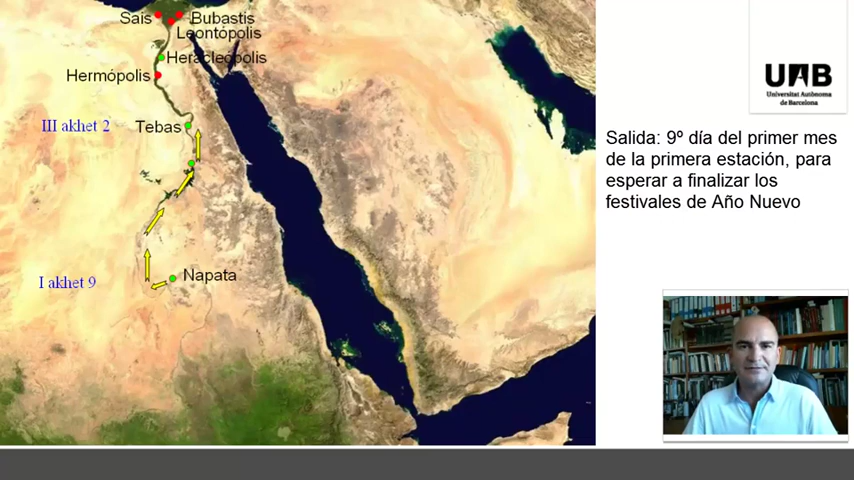 Sais
Bubastis
Leontópolis
Heracleópolis
Hermópolis
III akhet 2
Tebas
I akhet 9
Napata
UAB
Universitat Autònoma
de Barcelona
Salida: 9º día del primer mes
de la primera estación, para
esperar a finalizar los
festivales de Año Nuevo